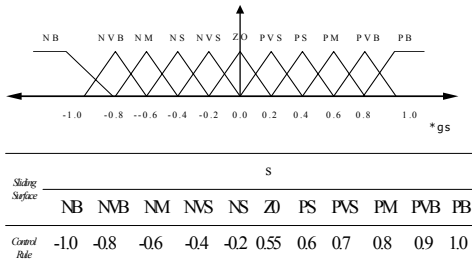 NB NVB NM NS NVS ZO PVS PS PM PVB PB
-1.0 -0.8 --0.6 -0.4 -0.2 0.0 0.2 0.4 0.6 0.8 1.0
*gs
s
Sliding
Surface
NB NVB NM NVS NS Z0 PS PVS PM PVB PB
Control
Rule
-1.0 -0.8 -0.6 -0.4 -0.2 0.55 0.6 0.7 0.8 0.9 1.0